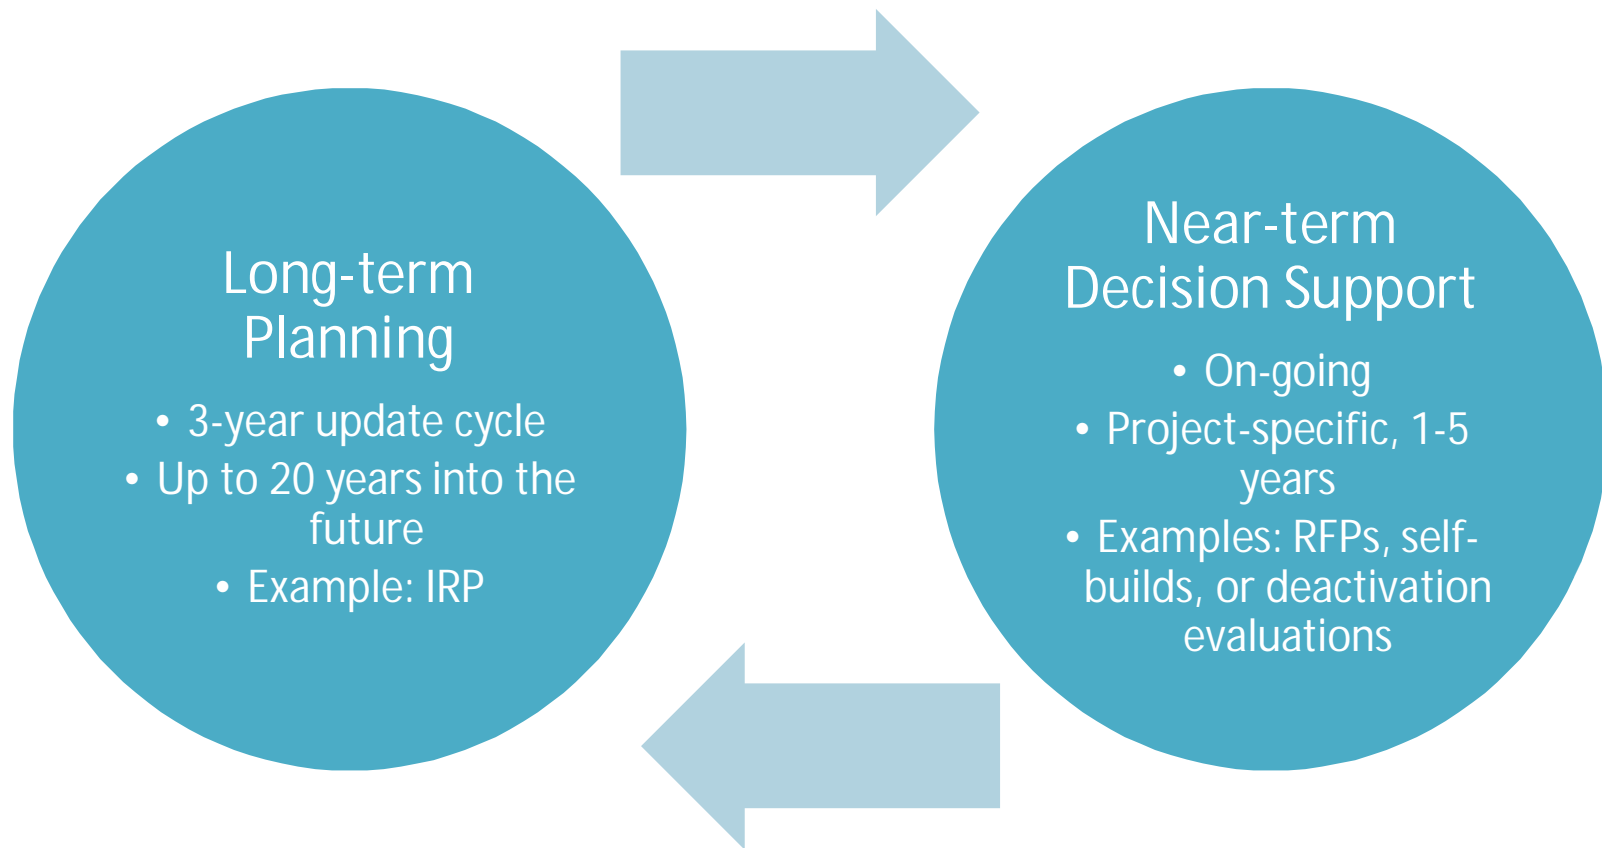 Long-term
Planning
• 3-year update cycle
• Up to 20 years into the
future
• Example: IRP
Near-term
Decision Support
• On-going
• Project-specific, 1-5
years
• Examples: RFPs, self-
builds, or deactivation
evaluations